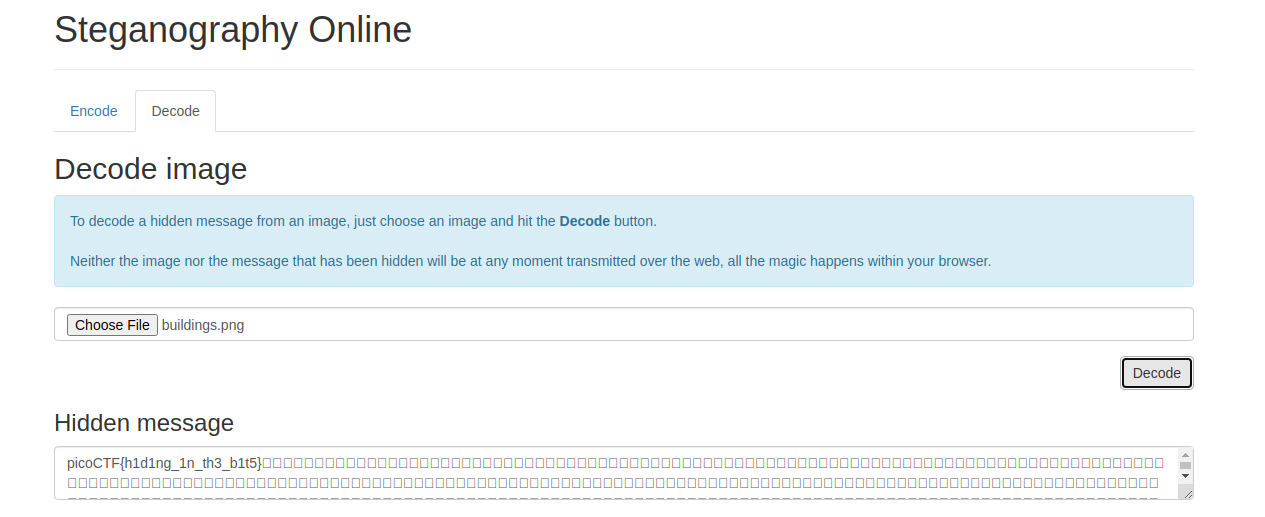 Steganography Online
Encode Decode
Decode image
To decode a hidden message from an image, just choose an image and hit the Decode button.
Neither the image nor the message that has been hidden will be at any moment transmitted over the web, all the magic happens within your browser.
Choose File buildings.png
Decode
Hidden message
picoCTF{h1d1ng_1n_th3_b1t5}